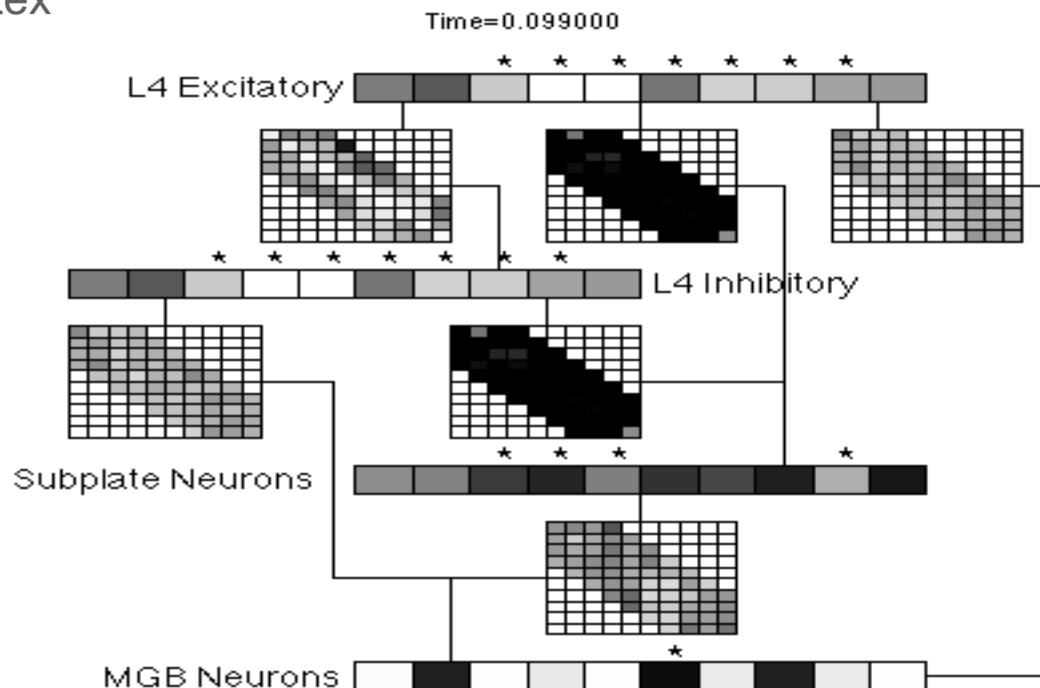 Time=0.099000
* * * * * * *
L4 Excitatory
* * * * * * *
L4 Inhibitory
* * * *
Subplate Neurons
*
MGB Neurons